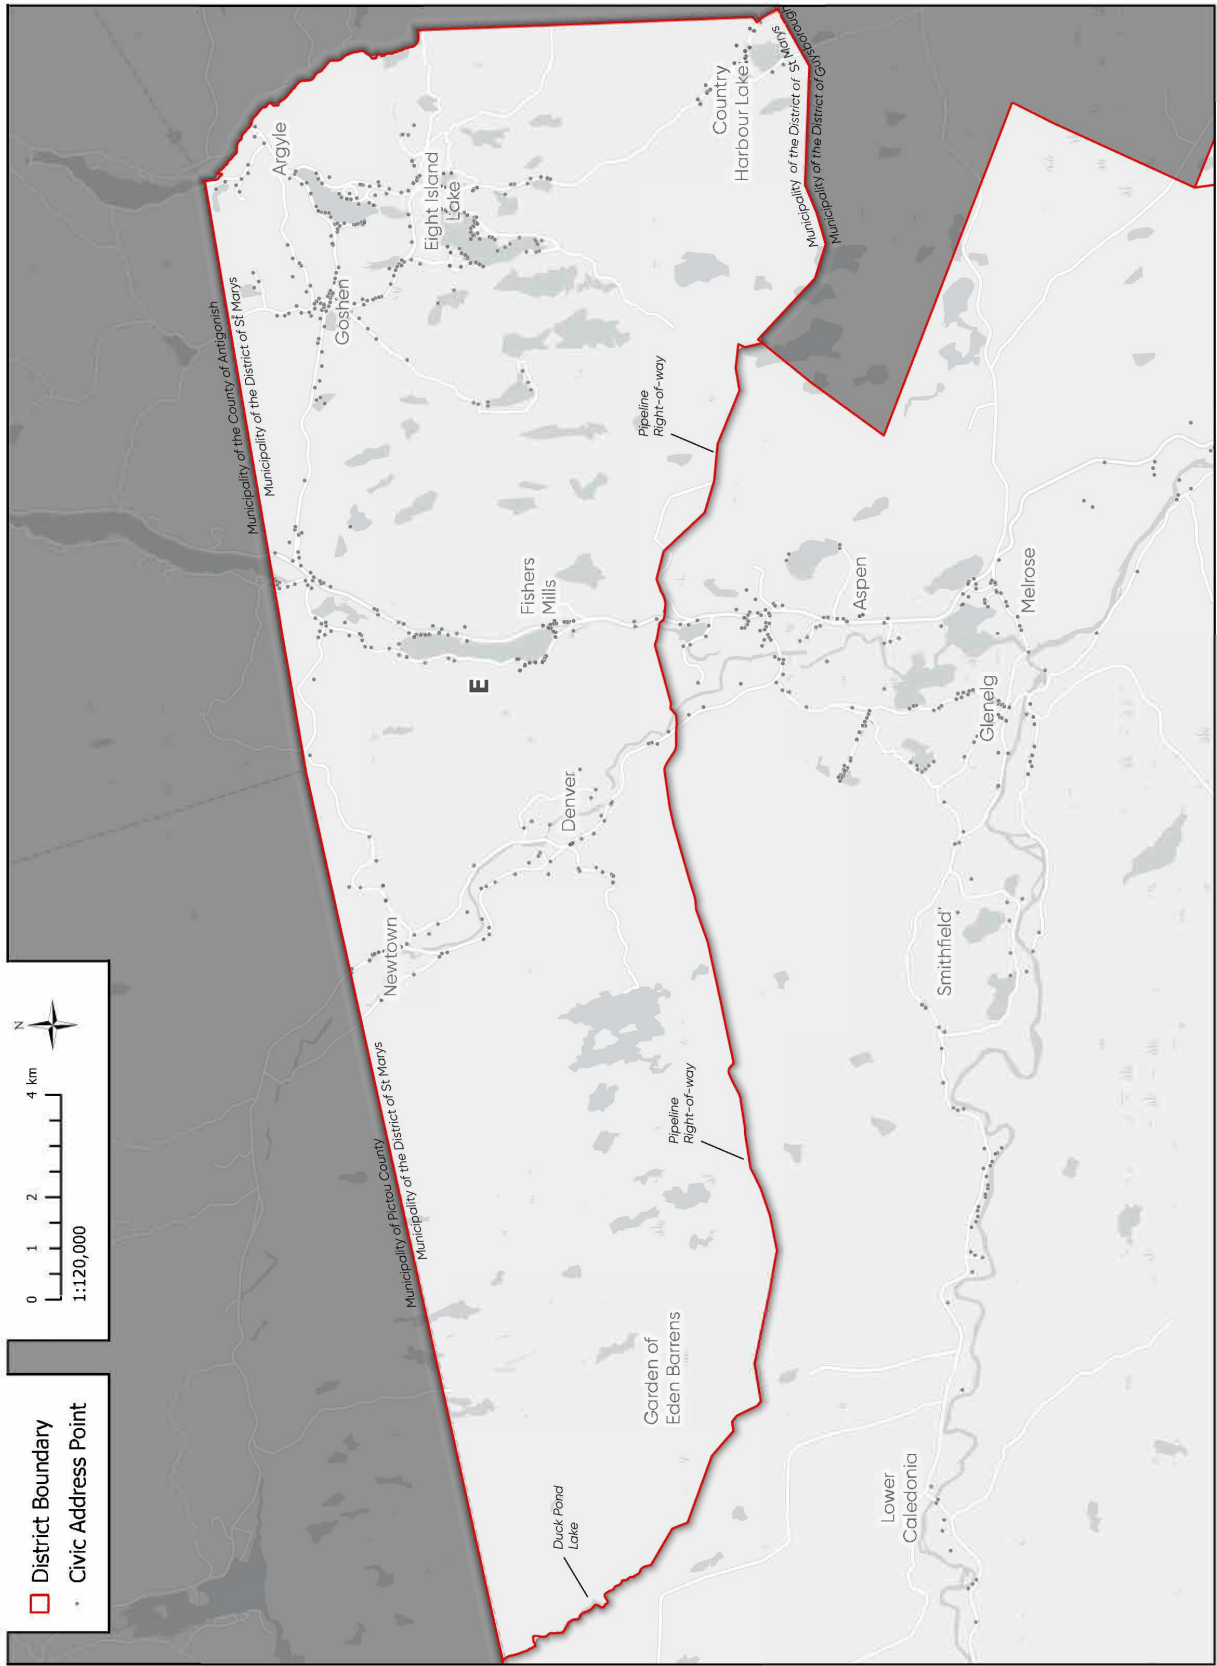 District Boundary
Civic Address Point
0 1 2 4 km
1:120,000
N
Municipality of Pictou County
Municipality of the District of St Marys
Municipality of the County of Antigonish
Municipality of the District of St Marys
Argyle
Goshen
Eight Island
Lake
Country
Harbour Lake
Municipality of the District of St Marys
Municipality of the District of Guysborough
Newtown
Denver
E
Fishers
Mills
Pipeline
Right-of-way
Duck Pond
Lake
Garden of
Eden Barrens
Pipeline
Right-of-way
Aspen
Lower
Caledonia
Smithfield"
Glenelg
Melrose